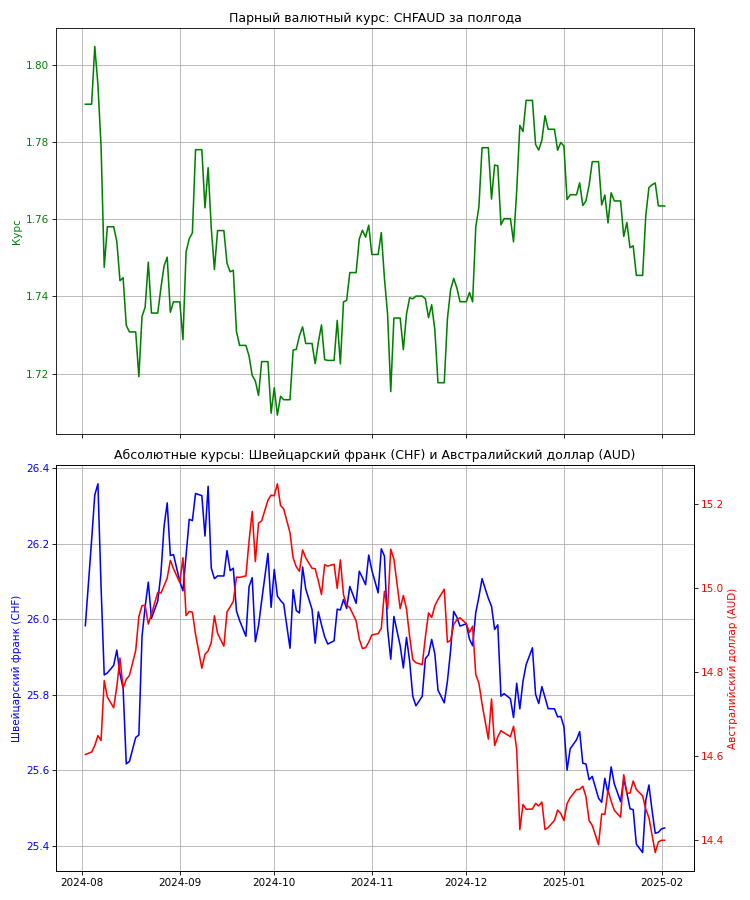 Парный валютный курс: CHFAUD за полгода
1.80
1.78
1.76
1.74
1.72
Курс
Абсолютные курсы: Швейцарский франк (CHF) и Австралийский доллар (AUD)
26.4
26.2
26.0
25.8
25.6
25.4
Швейцарский франк (CHF)
15.2
15.0
14.8
14.6
14.4
Австралийский доллар (AUD)
2024-08 2024-09 2024-10 2024-11 2024-12 2025-01 2025-02